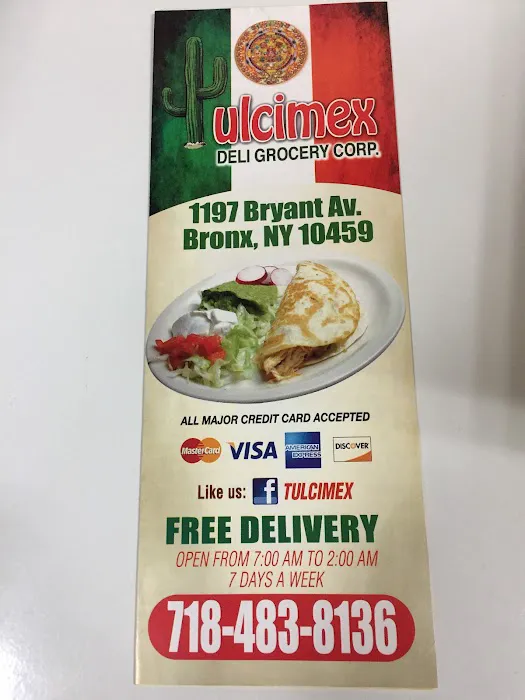 Tulcimex
DELI GROCERY CORP.
1197 Bryant Av.
Bronx, NY 10459
ALL MAJOR CREDIT CARD ACCEPTED
MasterCard VISA AMERICAN EXPRESS DISCOVER
Like us: f TULCIMEX
FREE DELIVERY
OPEN FROM 7:00 AM TO 2:00 AM
7 DAYS A WEEK
718-483-8136